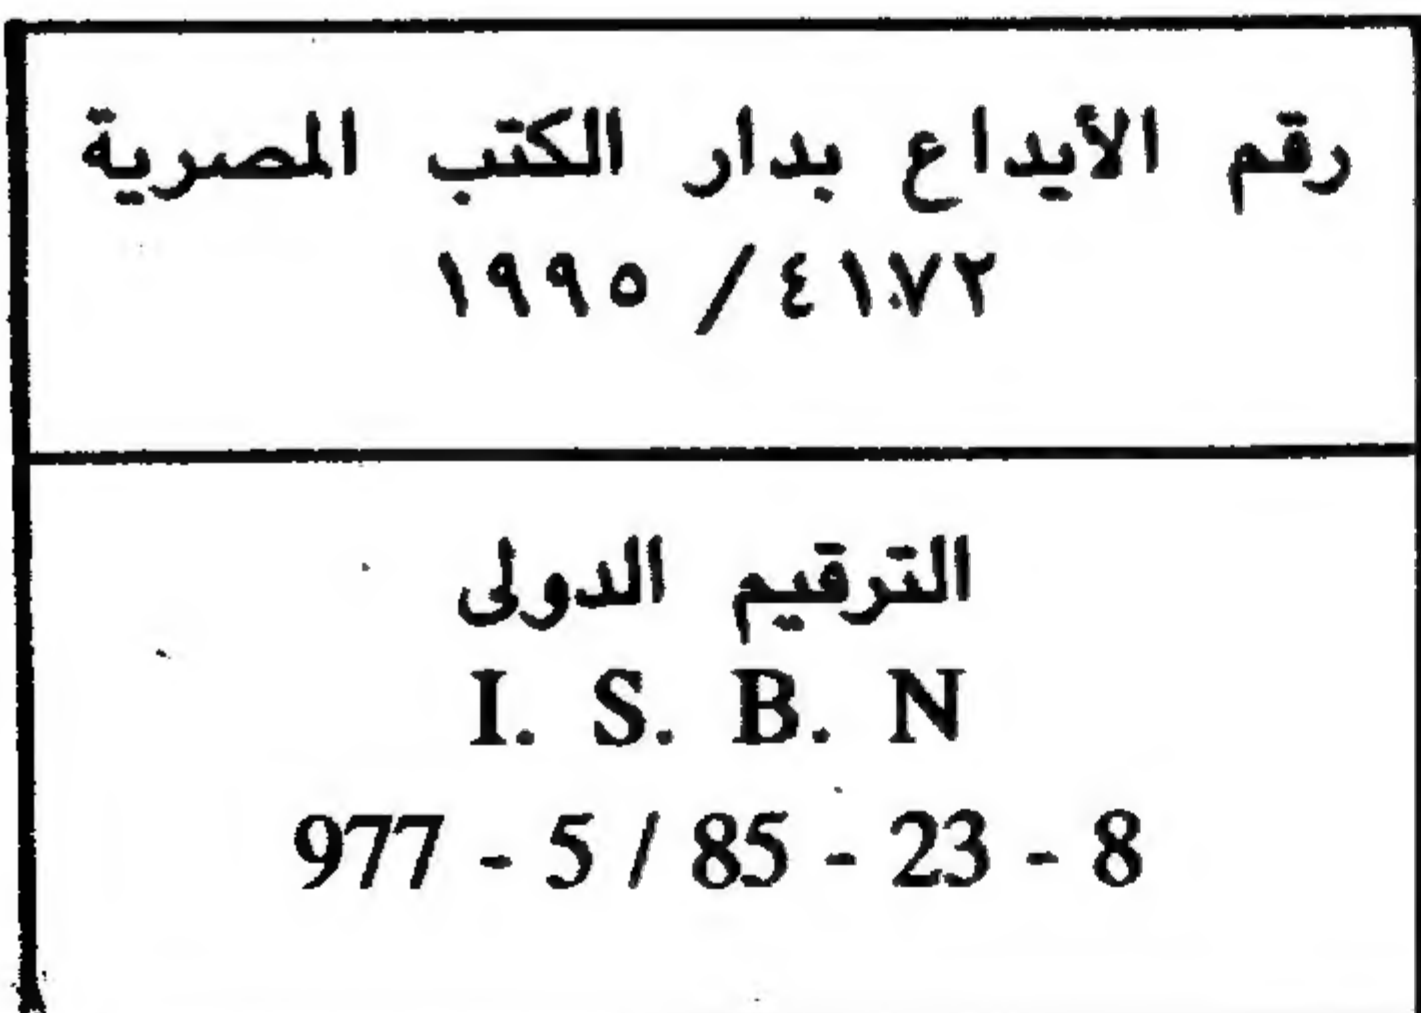 رقم الأيداع بدار الكتب المصرية
٤١٧٢/ ١٩٩٥
الترقيم الدولى
I. S. B. N
977 - 5 / 85 - 23 - 8